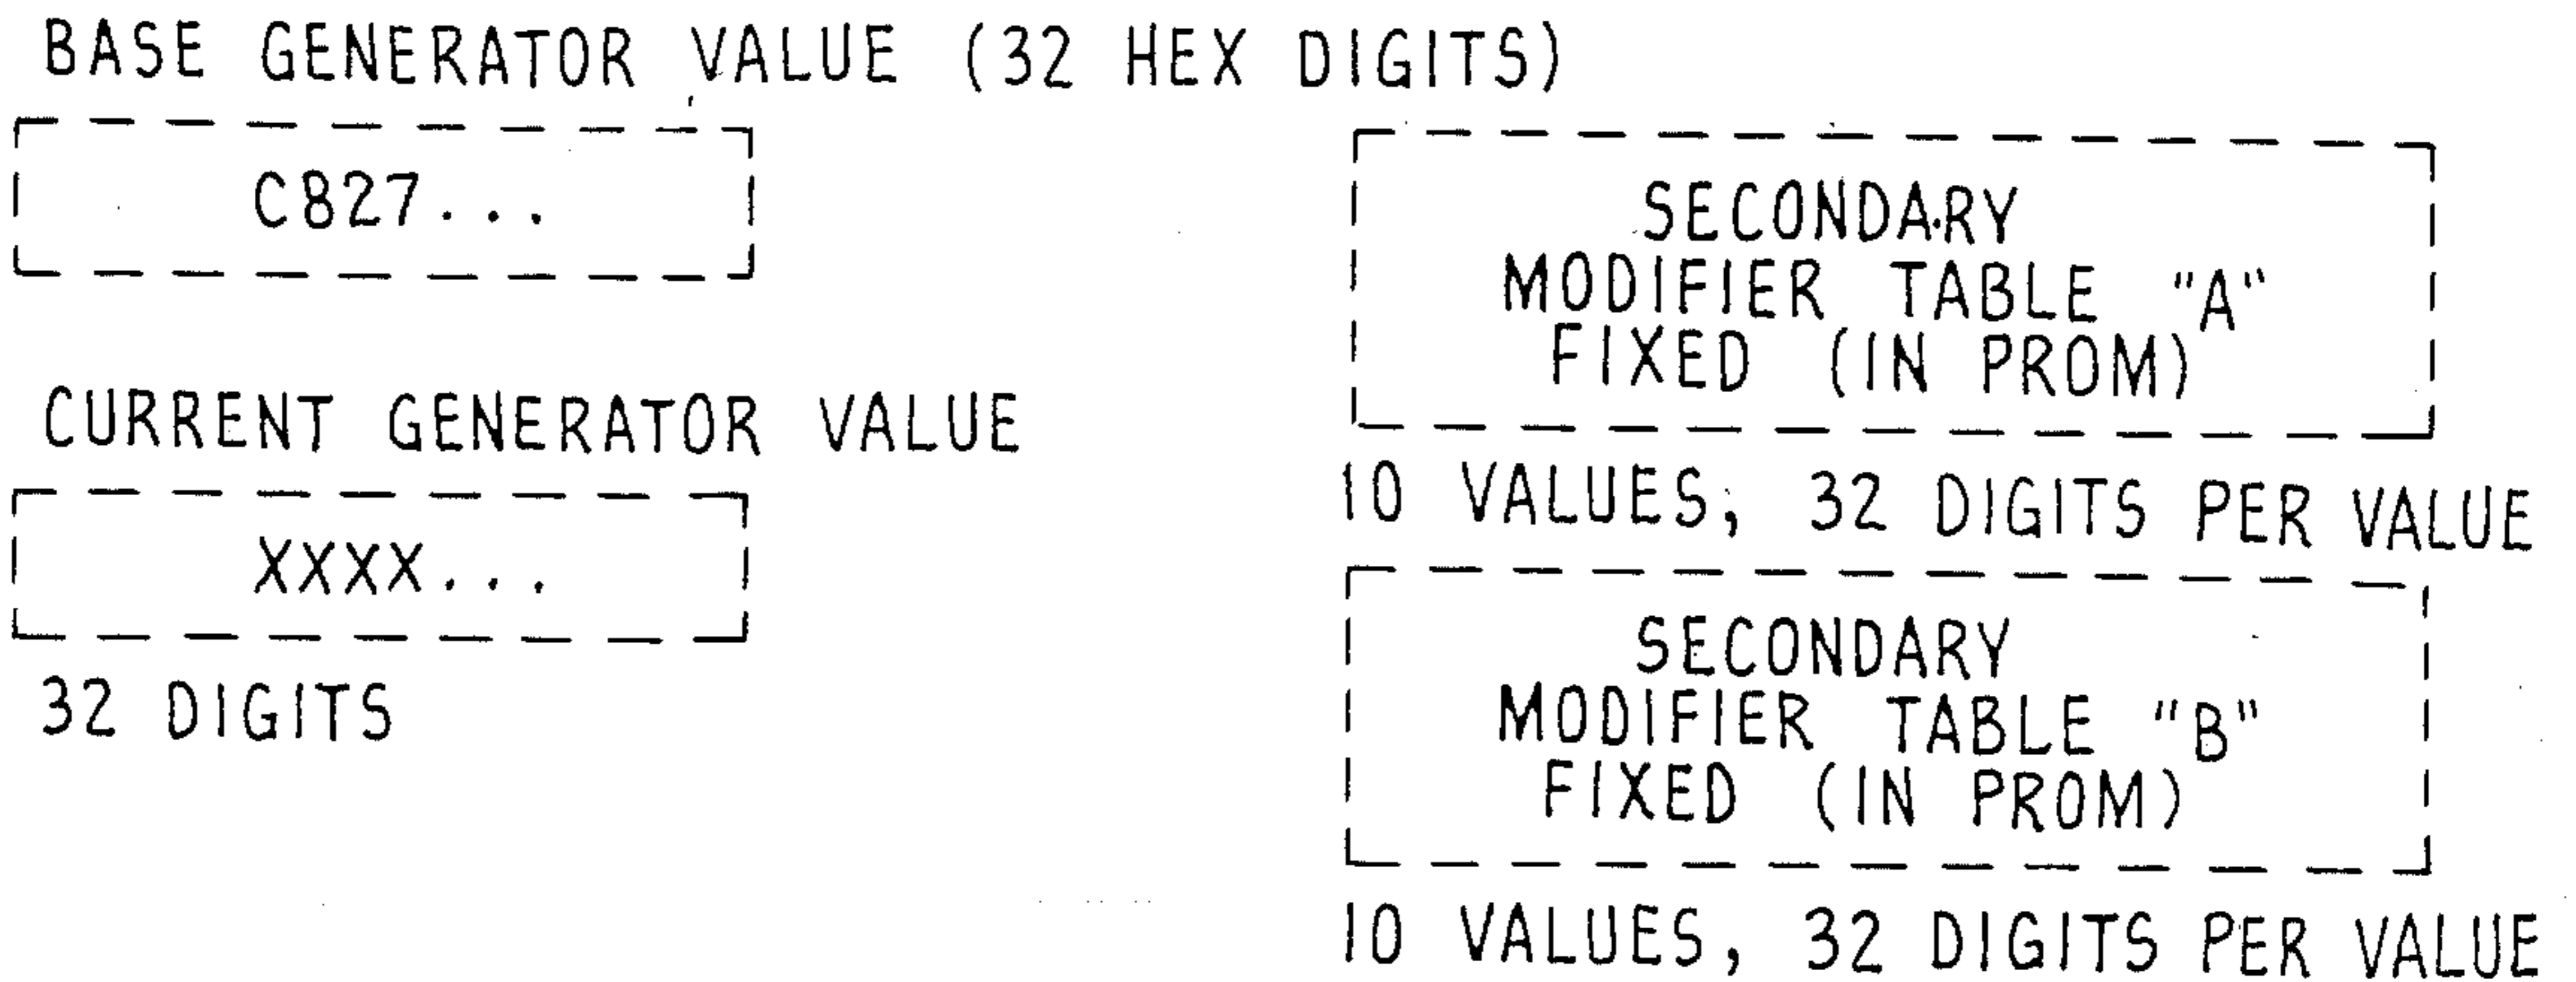 BASE GENERATOR VALUE (32 HEX DIGITS)
C827...
CURRENT GENERATOR VALUE
XXXX...
32 DIGITS
SECONDARY
MODIFIER TABLE "A"
FIXED (IN PROM)
10 VALUES, 32 DIGITS PER VALUE
SECONDARY
MODIFIER TABLE "B"
FIXED (IN PROM)
10 VALUES, 32 DIGITS PER VALUE